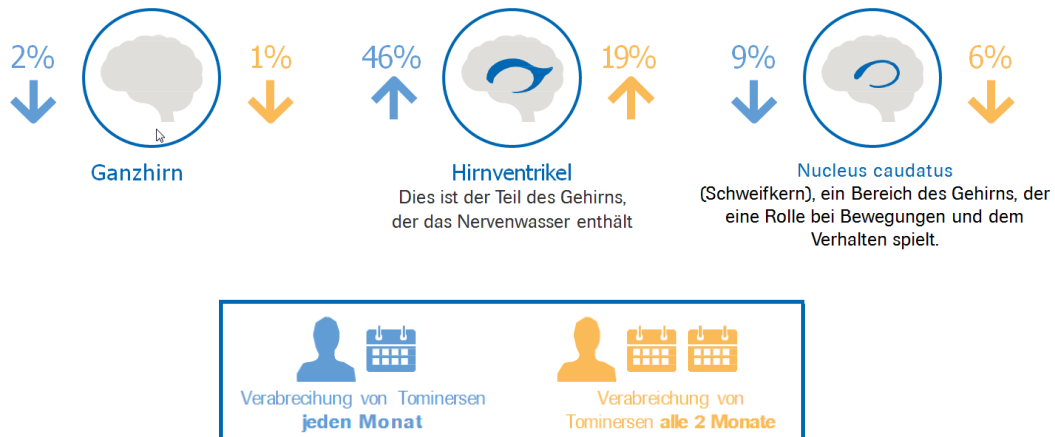 2%
1%
46%
19%
9%
6%
Ganzhirn
Hirnventrikel
Dies ist der Teil des Gehirns,
der das Nervenwasser enthält
Nucleus caudatus
(Schweifkern), ein Bereich des Gehirns, der
eine Rolle bei Bewegungen und dem
Verhalten spielt.
Verabrecihung von Tominersen
jeden Monat
Verabreichung von
Tominersen alle 2 Monate